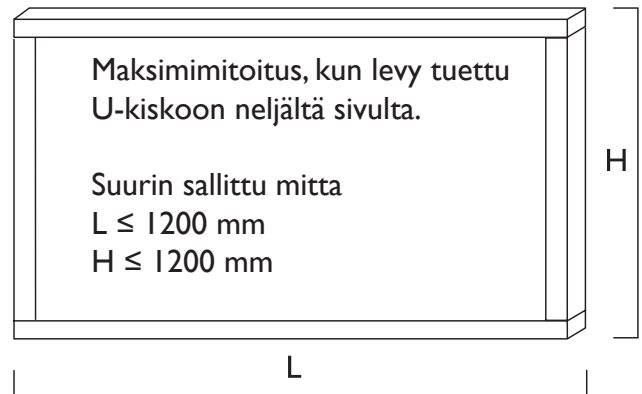 Maksimimitoitus, kun levy tuettu
U-kiskoon neljältä sivulta.
Suurin sallittu mitta
L ≤ 1200 mm
H ≤ 1200 mm
H
L